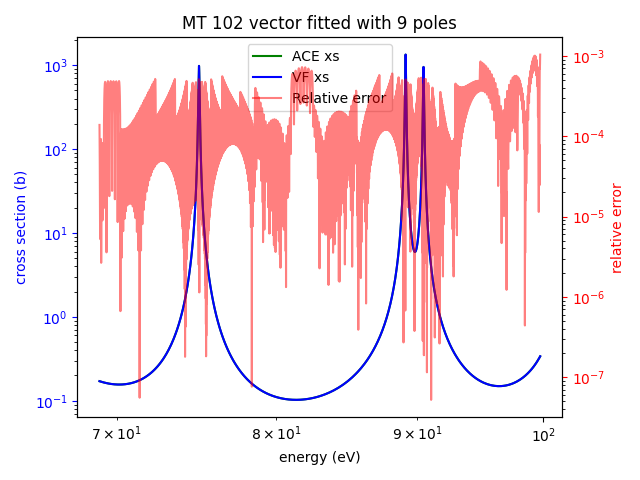 MT 102 vector fitted with 9 poles
ACE xs
VF xs
Relative error
cross section (b)
10³
10²
10¹
10⁰
10⁻¹
relative error
10⁻³
10⁻⁴
10⁻⁵
10⁻⁶
10⁻⁷
7 × 10¹
8 × 10¹
9 × 10¹
10²
energy (eV)